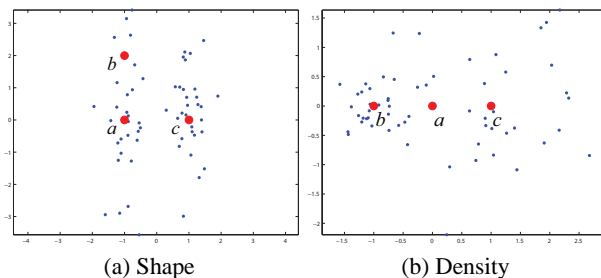 3
2
1
0
−1
−2
−3
b
a
c
−4 −3 −2 −1 0 1 2 3 4
(a) Shape
1.5
1
0.5
0
−0.5
−1
−1.5
−2
b
a
c
−1.5 −1 −0.5 0 0.5 1 1.5 2 2.5
(b) Density